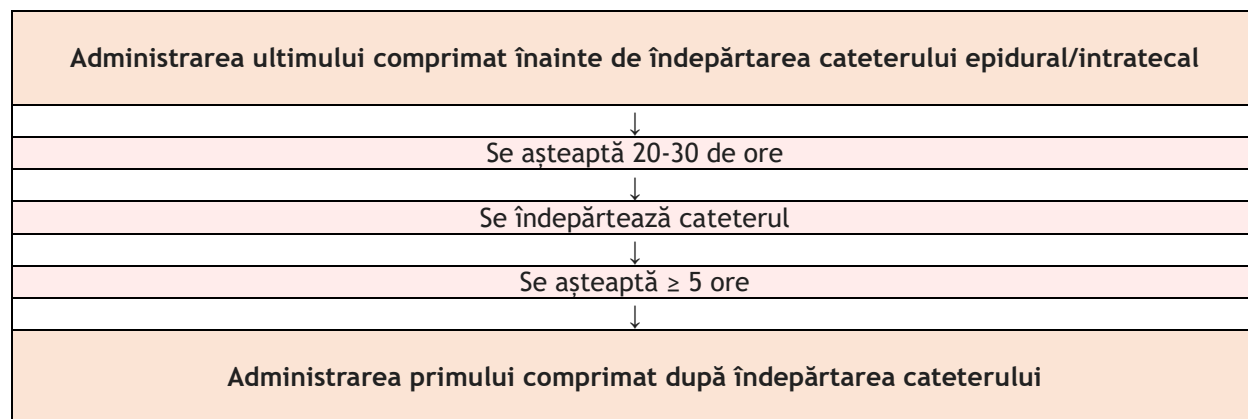 Administrarea ultimului comprimat înainte de îndepărtarea cateterului epidural/intratecal
↓
Se așteaptă 20-30 de ore
↓
Se îndepărtează cateterul
↓
Se așteaptă ≥ 5 ore
↓
Administrarea primului comprimat după îndepărtarea cateterului